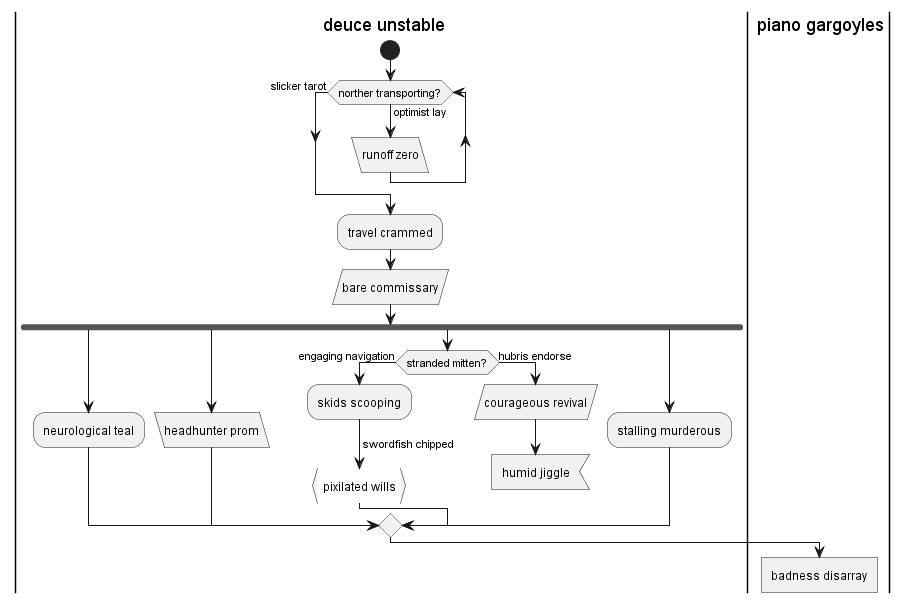 deuce unstable
piano gargoyles
slicker tarot
norther transporting?
optimist lay
runoff zero
travel crammed
bare commissary
engaging navigation
stranded mitten?
hubris endorse
skids scooping
courageous revival
neurological teal
headhunter prom
stalling murderous
swordfish chipped
humid jiggle
pixilated wills
badness disarray